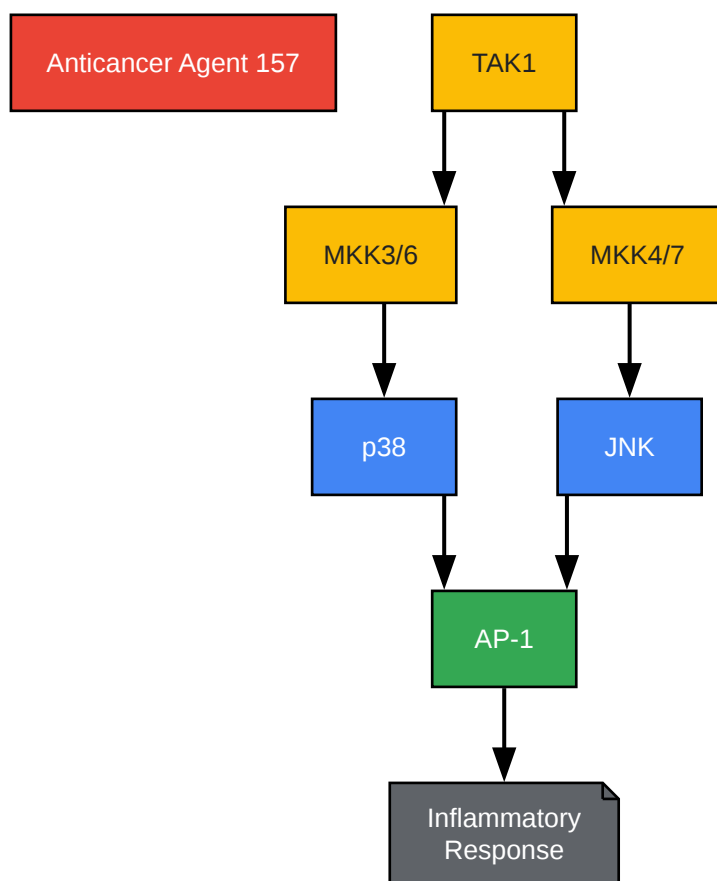 Anticancer Agent 157
TAK1
MKK3/6
MKK4/7
p38
JNK
AP-1
Inflammatory
Response